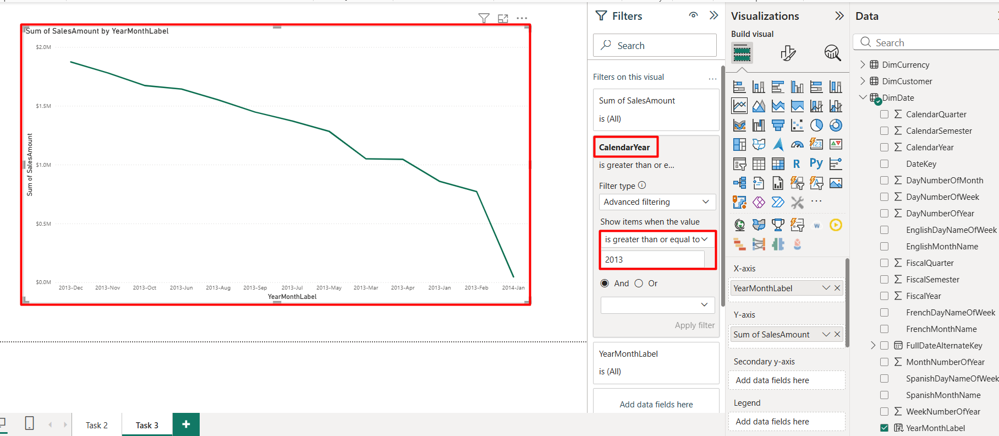 Sum of SalesAmount by YearMonthLabel
$2.0M
$1.5M
$1.0M
$0.5M
$0.0M
Sum of SalesAmount
2013-Dec 2013-Nov 2013-Oct 2013-Jun 2013-Aug 2013-Sep 2013-Jul 2013-May 2013-Mar 2013-Apr 2013-Jan 2013-Feb 2014-Jan
YearMonthLabel
Task 2
Task 3
+
Filters
Search
Filters on this visual
...
Sum of SalesAmount
is (All)
CalendarYear
is greater than or e...
Filter type
Advanced filtering
Show items when the value
is greater than or equal to
2013
And Or
Apply filter
YearMonthLabel
is (All)
Add data fields here
Visualizations
Build visual
123
R
Py
...
W
X-axis
YearMonthLabel
Y-axis
Sum of SalesAmount
Secondary y-axis
Add data fields here
Legend
Add data fields here
Data
Search
DimCurrency
DimCustomer
DimDate
CalendarQuarter
CalendarSemester
CalendarYear
DateKey
DayNumberOfMonth
DayNumberOfWeek
DayNumberOfYear
EnglishDayNameOfWeek
EnglishMonthName
FiscalQuarter
FiscalSemester
FiscalYear
FrenchDayNameOfWeek
FrenchMonthName
FullDateAlternateKey
MonthNumberOfYear
SpanishDayNameOfWeek
SpanishMonthName
WeekNumberOfYear
YearMonthLabel